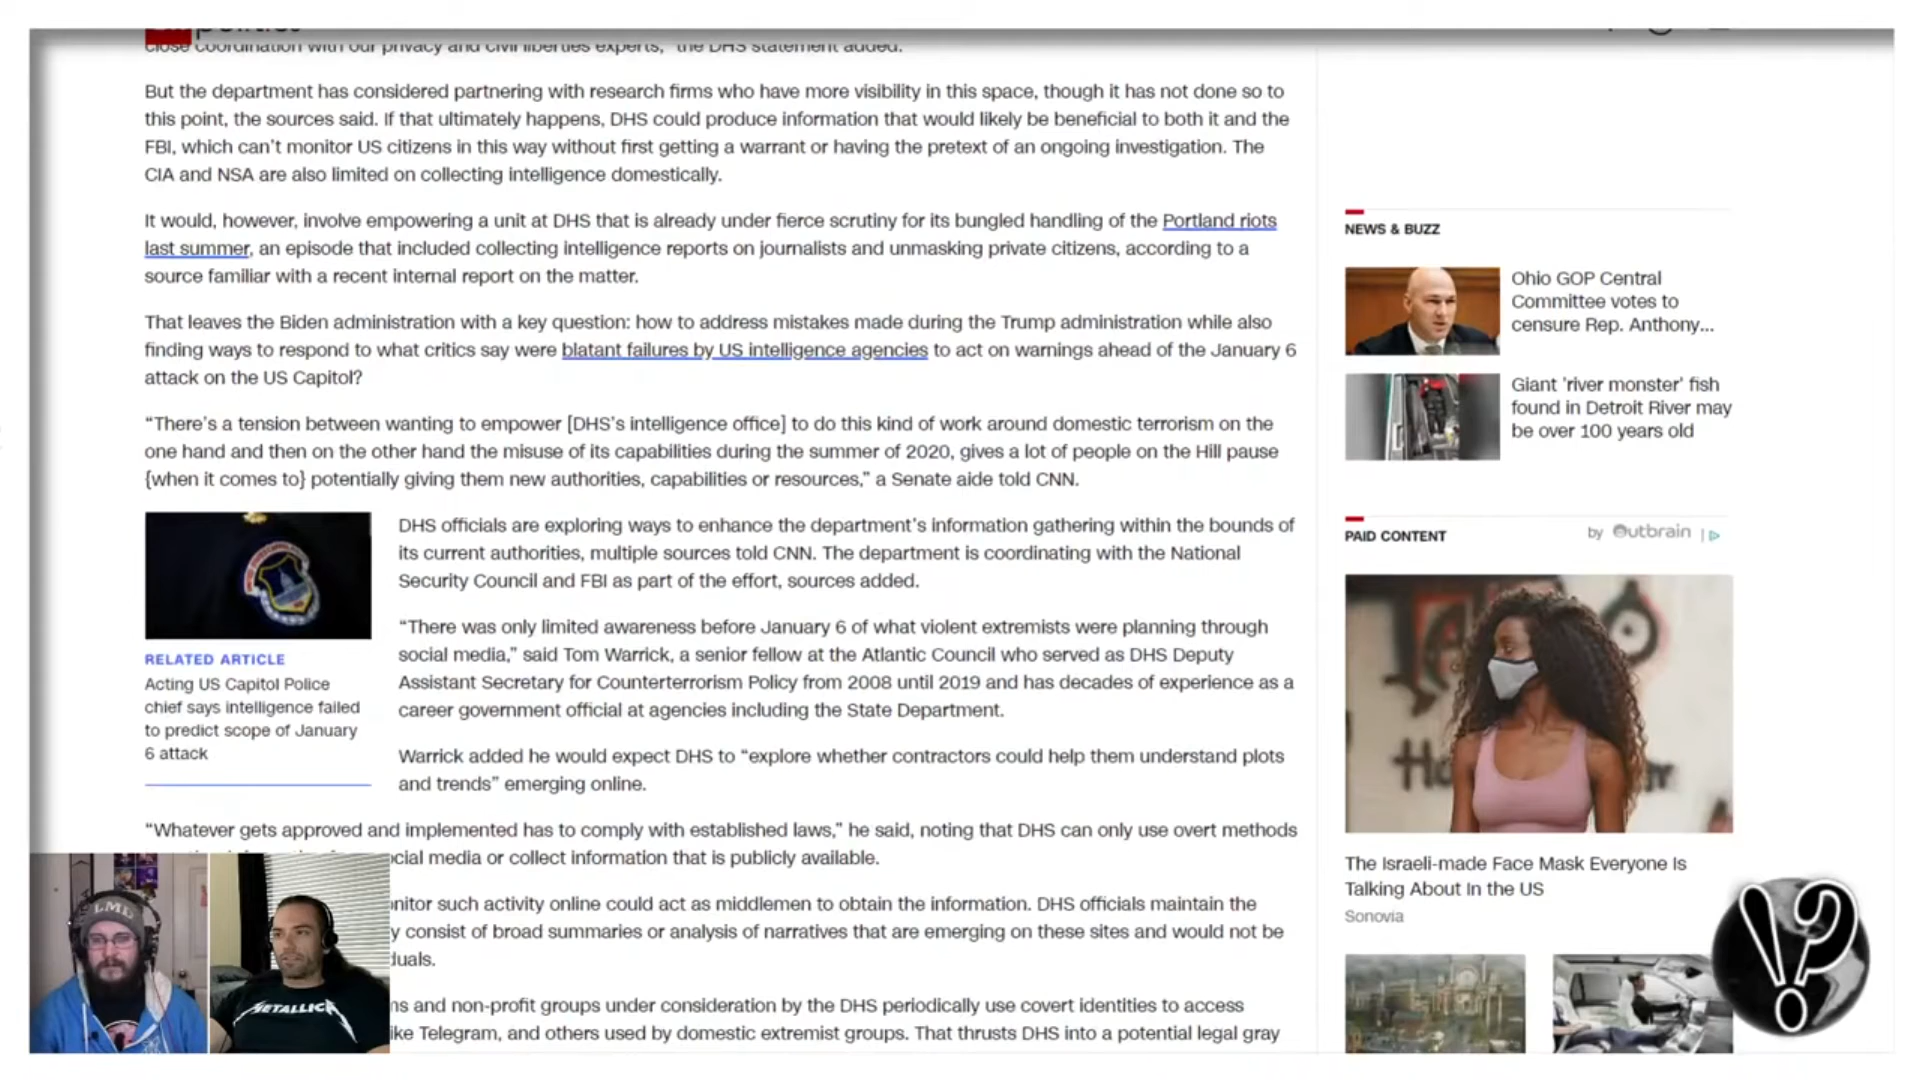 politics
close coordination with our privacy and civil liberties experts," the DHS statement added.
But the department has considered partnering with research firms who have more visibility in this space, though it has not done so to
this point, the sources said. If that ultimately happens, DHS could produce information that would likely be beneficial to both it and the
FBI, which can't monitor US citizens in this way without first getting a warrant or having the pretext of an ongoing investigation. The
CIA and NSA are also limited on collecting intelligence domestically.
It would, however, involve empowering a unit at DHS that is already under fierce scrutiny for its bungled handling of the Portland riots
last summer, an episode that included collecting intelligence reports on journalists and unmasking private citizens, according to a
source familiar with a recent internal report on the matter.
That leaves the Biden administration with a key question: how to address mistakes made during the Trump administration while also
finding ways to respond to what critics say were blatant failures by US intelligence agencies to act on warnings ahead of the January 6
attack on the US Capitol?
“There's a tension between wanting to empower [DHS's intelligence office] to do this kind of work around domestic terrorism on the
one hand and then on the other hand the misuse of its capabilities during the summer of 2020, gives a lot of people on the Hill pause
{when it comes to} potentially giving them new authorities, capabilities or resources,” a Senate aide told CNN.
DHS officials are exploring ways to enhance the department's information gathering within the bounds of
its current authorities, multiple sources told CNN. The department is coordinating with the National
Security Council and FBI as part of the effort, sources added.
“There was only limited awareness before January 6 of what violent extremists were planning through
social media,” said Tom Warrick, a senior fellow at the Atlantic Council who served as DHS Deputy
Assistant Secretary for Counterterrorism Policy from 2008 until 2019 and has decades of experience as a
career government official at agencies including the State Department.
Warrick added he would expect DHS to “explore whether contractors could help them understand plots
and trends” emerging online.
RELATED ARTICLE
Acting US Capitol Police
chief says intelligence failed
to predict scope of January
6 attack
“Whatever gets approved and implemented has to comply with established laws,” he said, noting that DHS can only use overt methods
ocial media or collect information that is publicly available.
nitor such activity online could act as middlemen to obtain the information. DHS officials maintain the
y consist of broad summaries or analysis of narratives that are emerging on these sites and would not be
duals.
ns and non-profit groups under consideration by the DHS periodically use covert identities to access
ike Telegram, and others used by domestic extremist groups. That thrusts DHS into a potential legal gray
NEWS & BUZZ
Ohio GOP Central
Committee votes to
censure Rep. Anthony...
Giant 'river monster' fish
found in Detroit River may
be over 100 years old
PAID CONTENT
by Outbrain
The Israeli-made Face Mask Everyone Is
Talking About In the US
Sonovia
LMD
METALLICA
!?